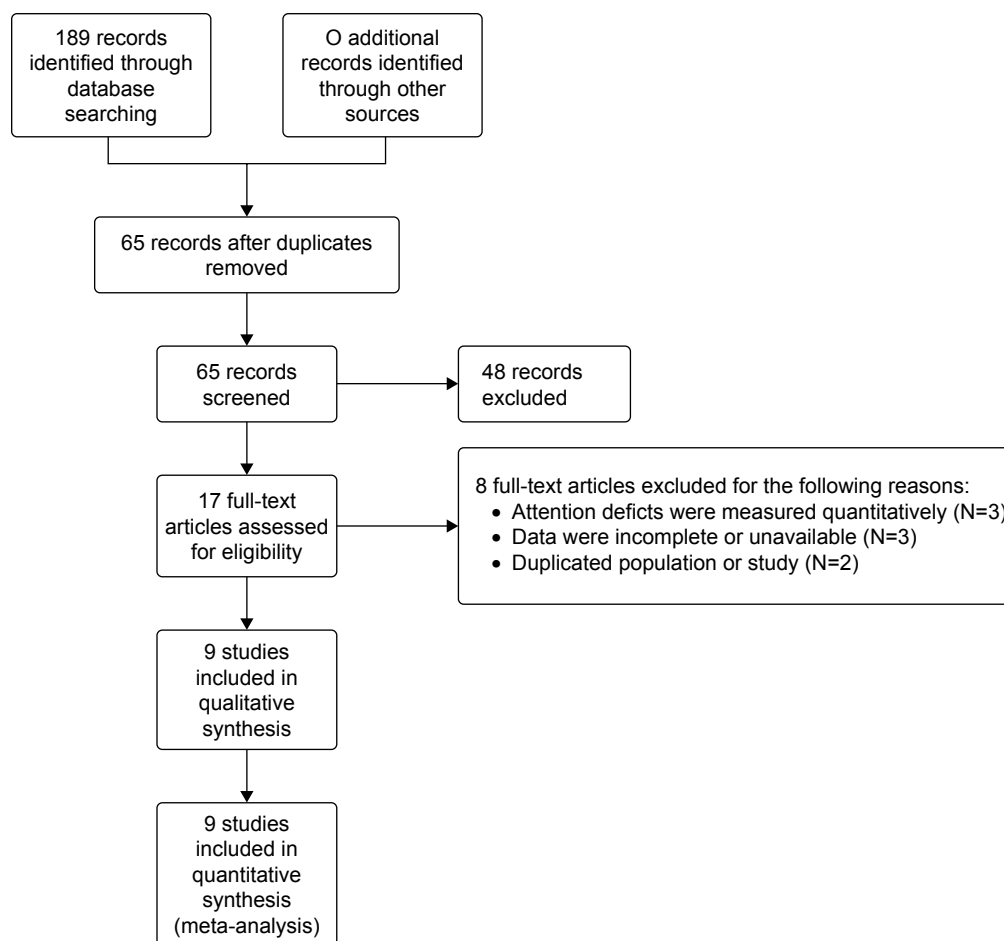 189 records
identified through
database
searching
O additional
records identified
through other
sources
65 records after duplicates
removed
65 records
screened
48 records
excluded
17 full-text
articles assessed
for eligibility
8 full-text articles excluded for the following reasons:
• Attention deficts were measured quantitatively (N=3)
• Data were incomplete or unavailable (N=3)
• Duplicated population or study (N=2)
9 studies
included in
qualitative
synthesis
9 studies
included in
quantitative
synthesis
(meta-analysis)